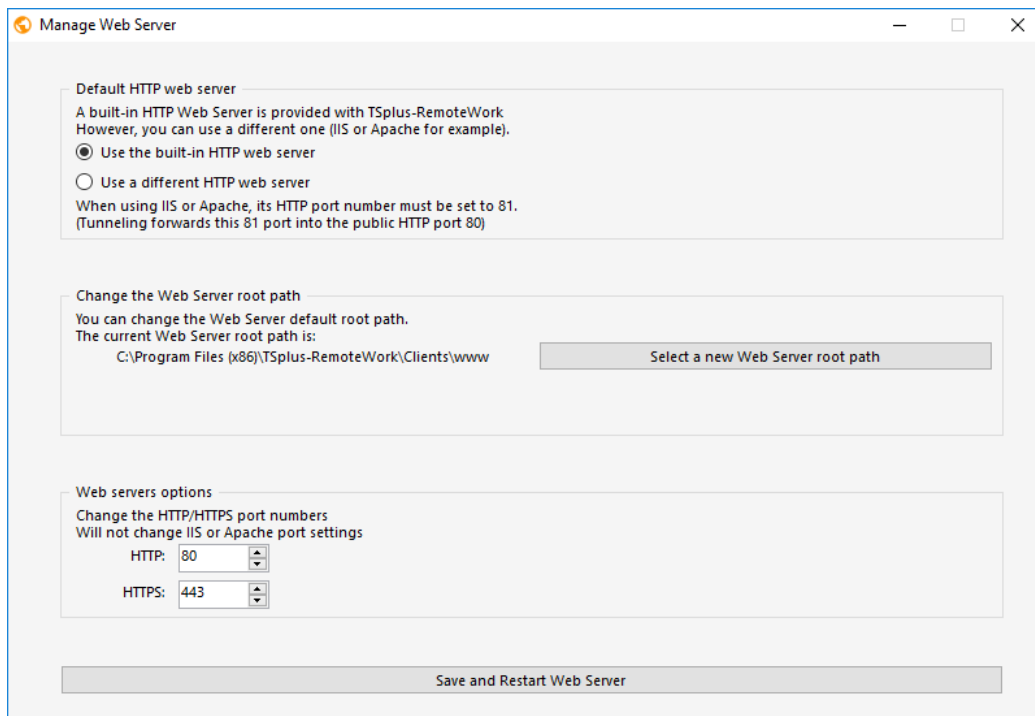 Manage Web Server
Default HTTP web server
A built-in HTTP Web Server is provided with TSplus-RemoteWork
However, you can use a different one (IIS or Apache for example).
Use the built-in HTTP web server
Use a different HTTP web server
When using IIS or Apache, its HTTP port number must be set to 81.
(Tunneling forwards this 81 port into the public HTTP port 80)
Change the Web Server root path
You can change the Web Server default root path.
The current Web Server root path is:
C:\Program Files (x86)\TSplus-RemoteWork\Clients\www
Select a new Web Server root path
Web servers options
Change the HTTP/HTTPS port numbers
Will not change IIS or Apache port settings
HTTP: 80
HTTPS: 443
Save and Restart Web Server